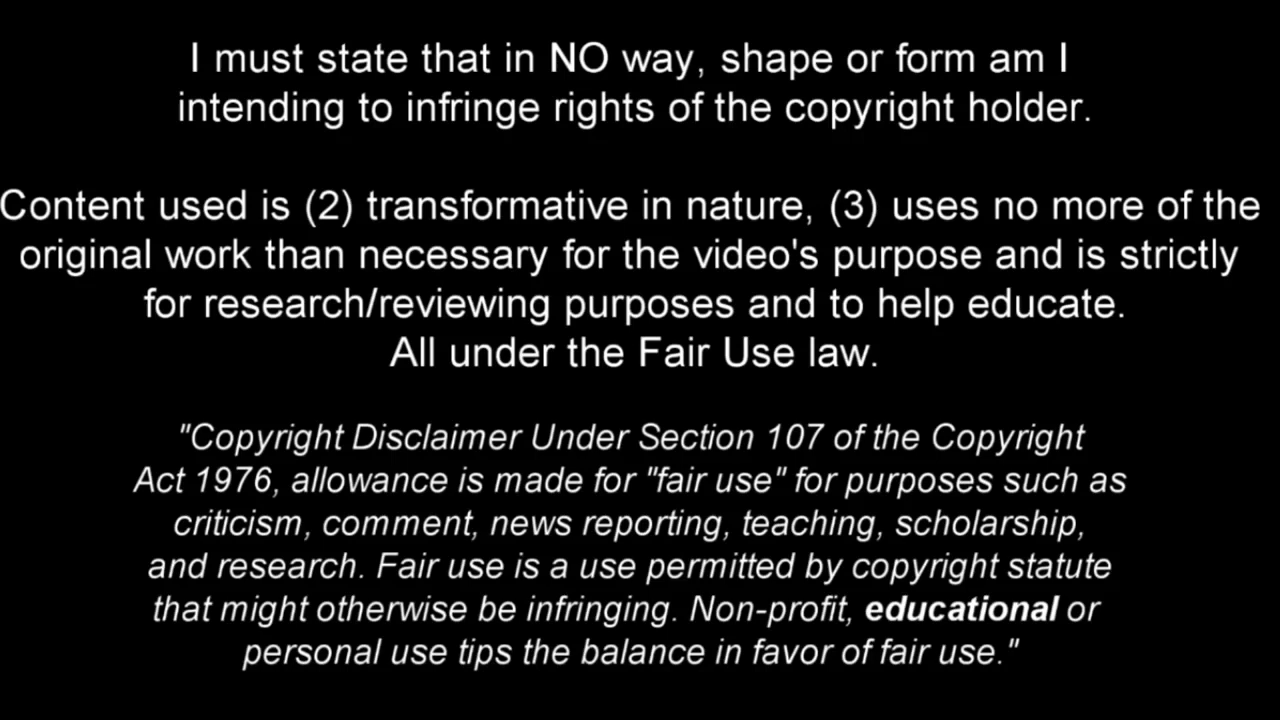 I must state that in NO way, shape or form am I
intending to infringe rights of the copyright holder.
Content used is (2) transformative in nature, (3) uses no more of the
original work than necessary for the video's purpose and is strictly
for research/reviewing purposes and to help educate.
All under the Fair Use law.
"Copyright Disclaimer Under Section 107 of the Copyright
Act 1976, allowance is made for "fair use" for purposes such as
criticism, comment, news reporting, teaching, scholarship,
and research. Fair use is a use permitted by copyright statute
that might otherwise be infringing. Non-profit, educational or
personal use tips the balance in favor of fair use."